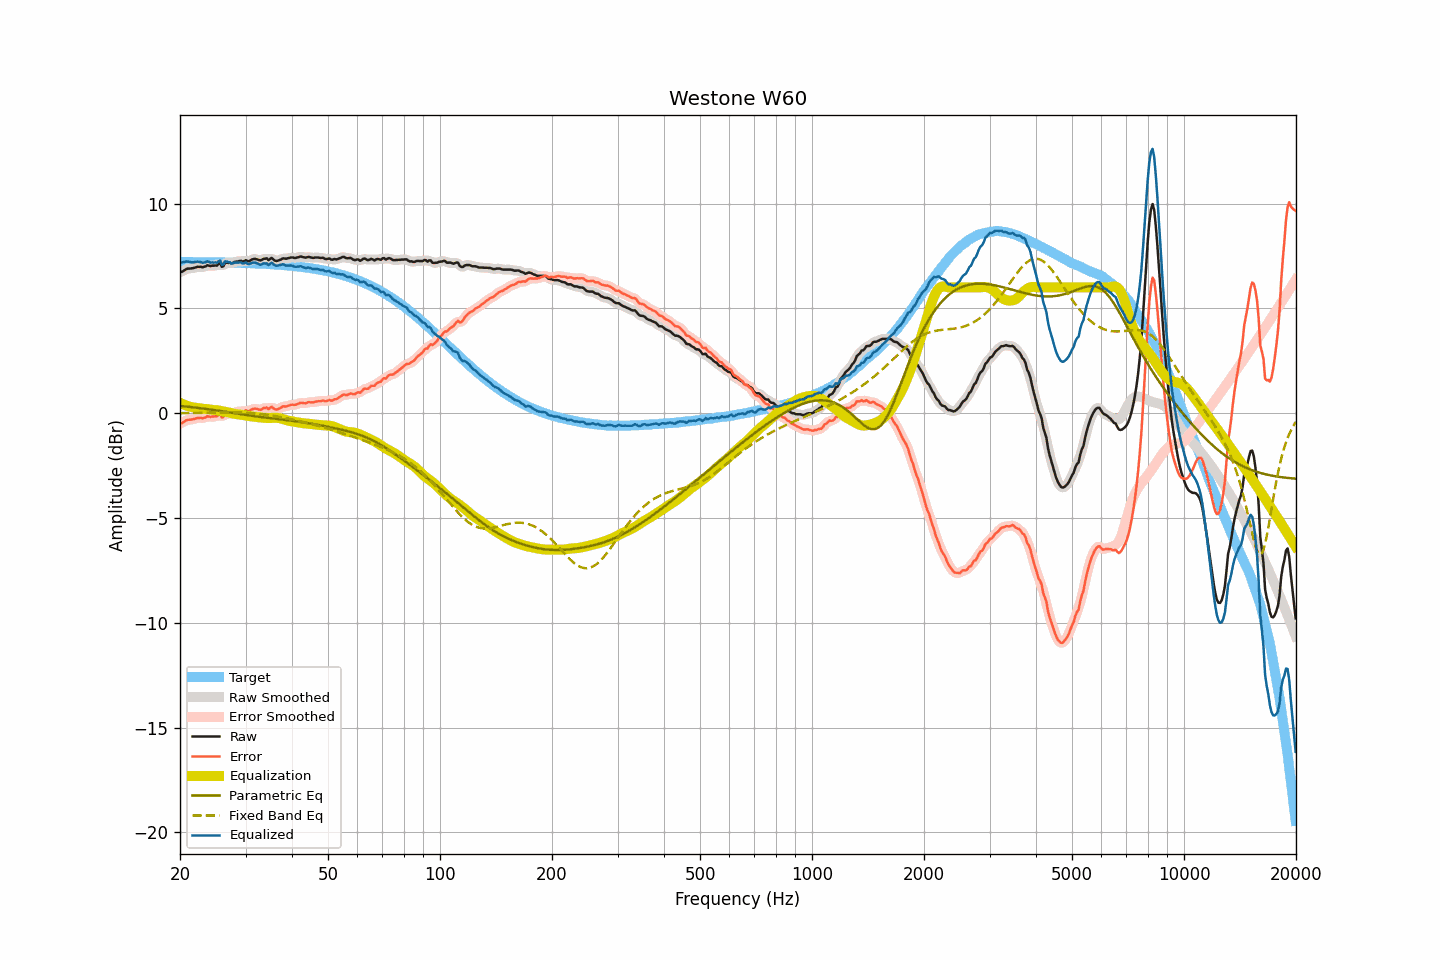 Westone W60
Amplitude (dBr)
10
5
0
−5
−10
−15
−20
Target
Raw Smoothed
Error Smoothed
Raw
Error
Equalization
Parametric Eq
Fixed Band Eq
Equalized
20
50
100
200
500
1000
2000
5000
10000
20000
Frequency (Hz)